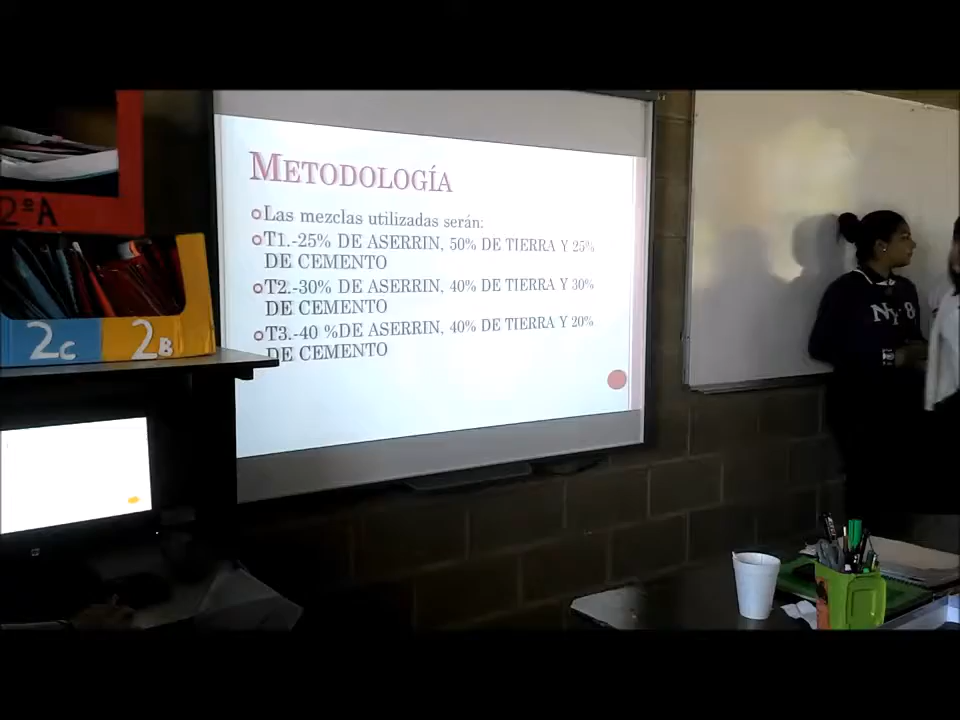 METODOLOGÍA
Las mezclas utilizadas serán:
T1.-25% DE ASERRIN, 50% DE TIERRA Y 25%
DE CEMENTO
T2.-30% DE ASERRIN, 40% DE TIERRA Y 30%
DE CEMENTO
T3.-40 %DE ASERRIN, 40% DE TIERRA Y 20%
DE CEMENTO
2ºA
2C
2B
NY 8